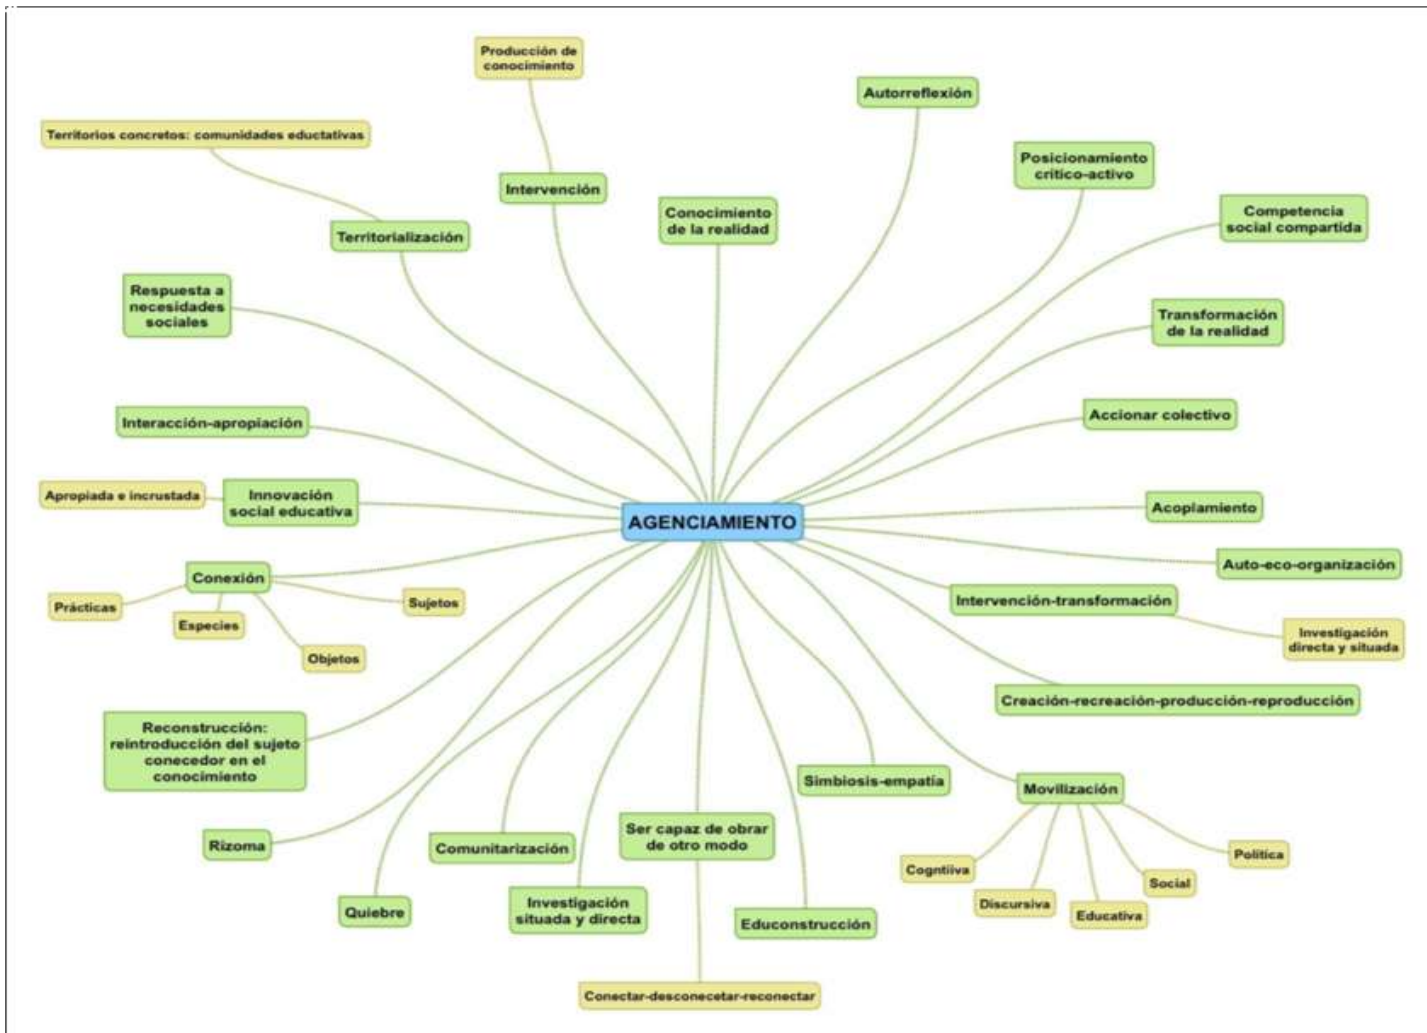 Producción de
conocimiento
Autorreflexión
Territorios concretos: comunidades eductativas
Posicionamiento
crítico-activo
Intervención
Conocimiento
de la realidad
Competencia
social compartida
Territorialización
Respuesta a
necesidades
sociales
Transformación
de la realidad
Interacción-apropiación
Accionar colectivo
Apropiada e incrustada
Innovación
social educativa
AGENCIAMIENTO
Acoplamiento
Auto-eco-organización
Conexión
Prácticas
Especies
Objetos
Sujetos
Intervención-transformación
Investigación
directa y situada
Creación-recreación-producción-reproducción
Reconstrucción:
reintroducción del sujeto
conecedor en el
conocimiento
Simbiosis-empatía
Movilización
Rizoma
Comunitarización
Ser capaz de obrar
de otro modo
Cogntiiva
Discursiva
Educativa
Social
Política
Quiebre
Investigación
situada y directa
Educonstrucción
Conectar-desconecetar-reconectar